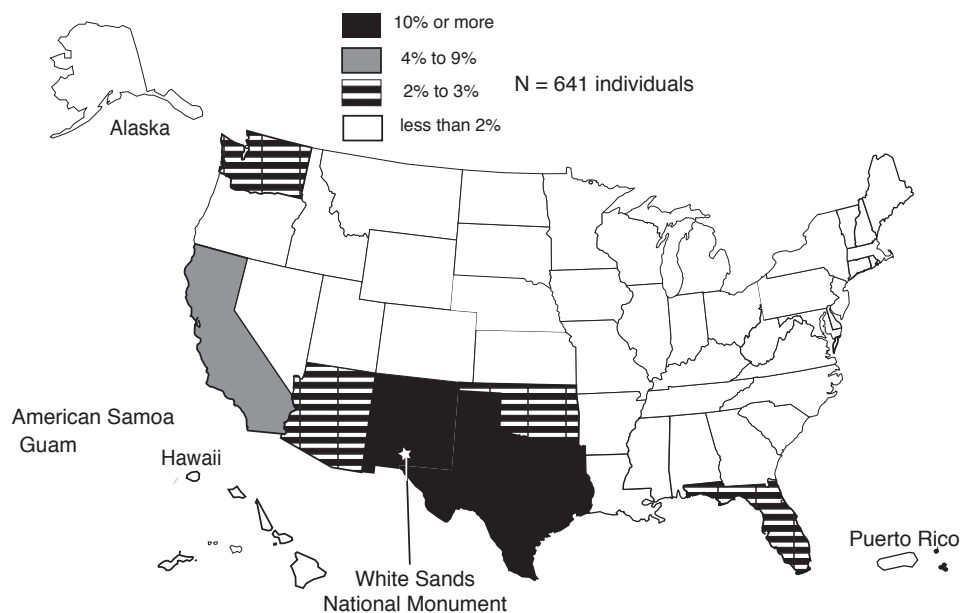 10% or more
4% to 9%
2% to 3%
N = 641 individuals
less than 2%
Alaska
American Samoa
Guam
Hawaii
Puerto Rico
White Sands
National Monument